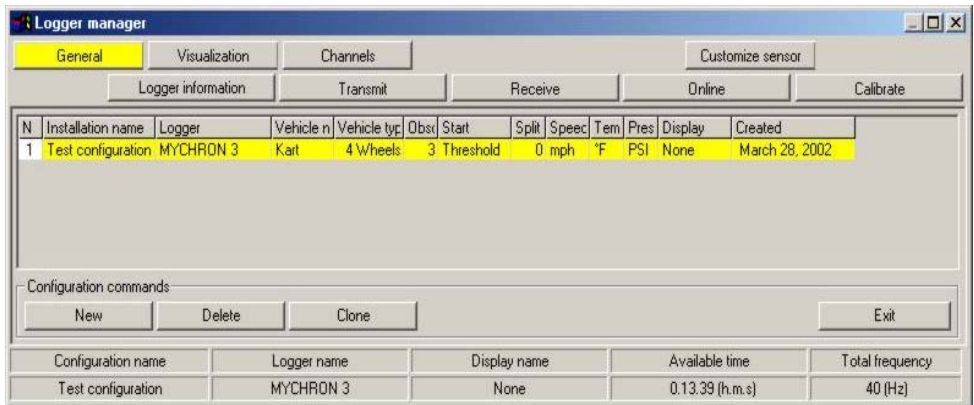 Logger manager
General Visualization Channels Customize sensor
Logger information Transmit Receive Online Calibrate
N Installation name Logger Vehicle n Vehicle typ Obsc Start Split Speec Tem Pres Display Created
1 Test configuration MYCHRON 3 Kart 4 Wheels 3 Threshold 0 mph °F PSI None March 28, 2002
Configuration commands
New Delete Clone Exit
Configuration name Logger name Display name Available time Total frequency
Test configuration MYCHRON 3 None 0.13.39 (h.m.s) 40 (Hz)